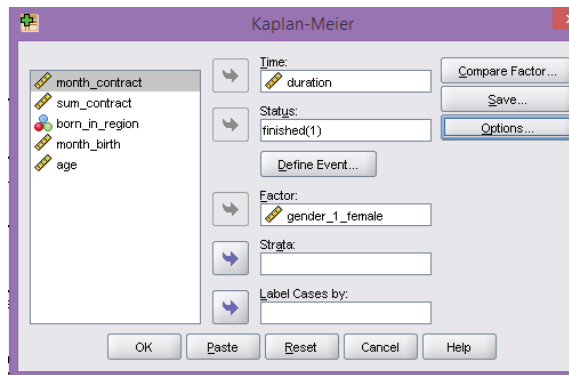 Kaplan-Meier
month_contract
sum_contract
born_in_region
month_birth
age
Time:
duration
Status:
finished(1)
Define Event...
Factor:
gender_1_female
Strata:
Label Cases by:
Compare Factor...
Save...
Options...
OK Paste Reset Cancel Help